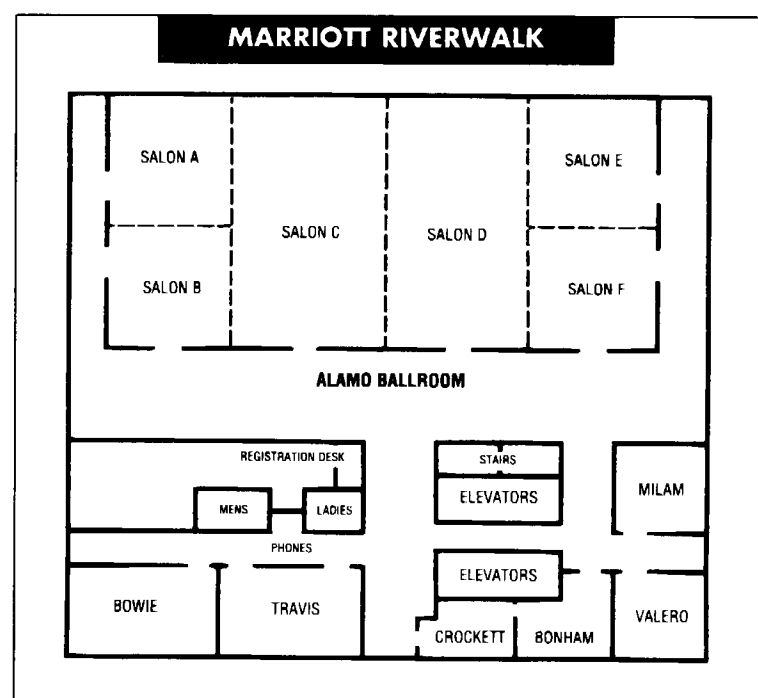 MARRIOTT RIVERWALK
SALON A
SALON E
SALON C
SALON D
SALON B
SALON F
ALAMO BALLROOM
REGISTRATION DESK
STAIRS
MENS
LADIES
ELEVATORS
MILAM
PHONES
ELEVATORS
BOWIE
TRAVIS
CROCKETT
BONHAM
VALERO